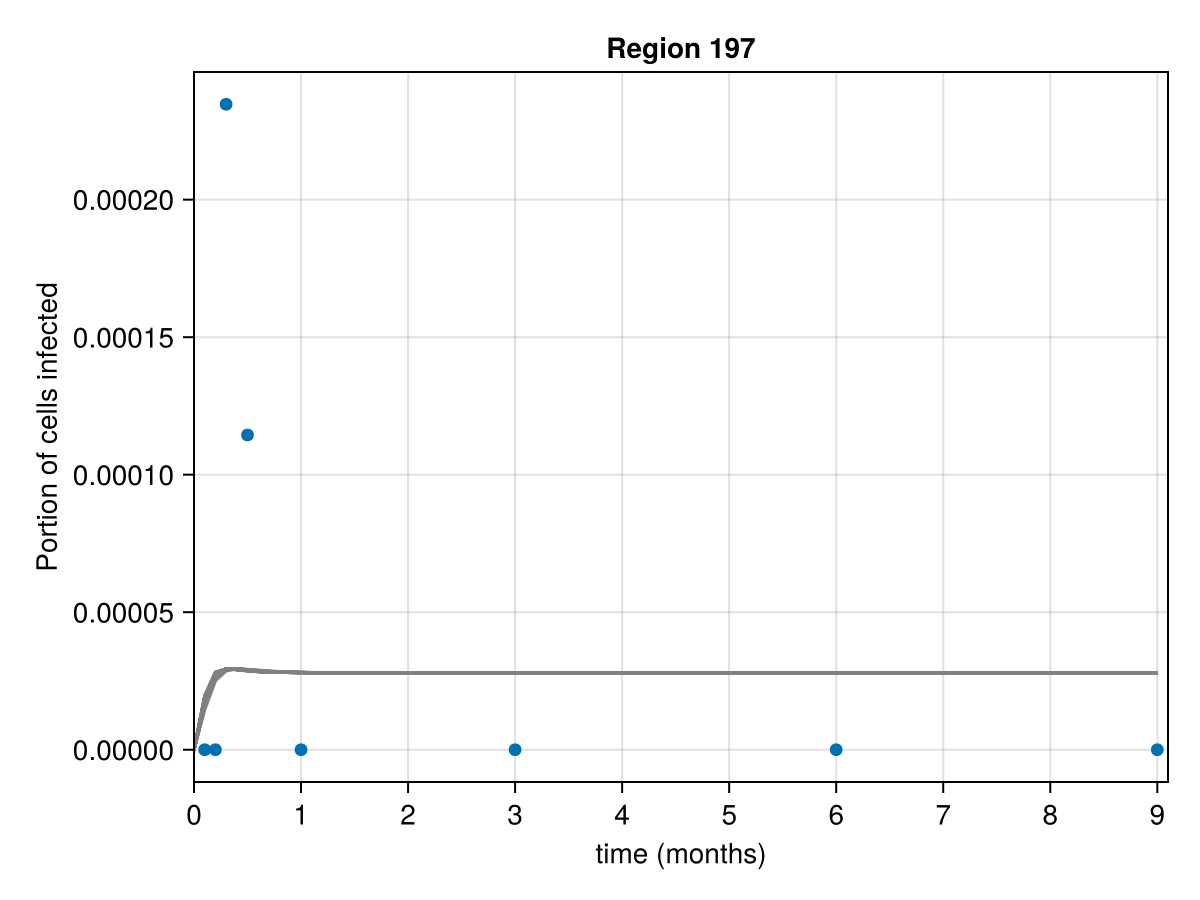 Region 197
Portion of cells infected
0.00020
0.00015
0.00010
0.00005
0.00000
0 1 2 3 4 5 6 7 8 9
time (months)